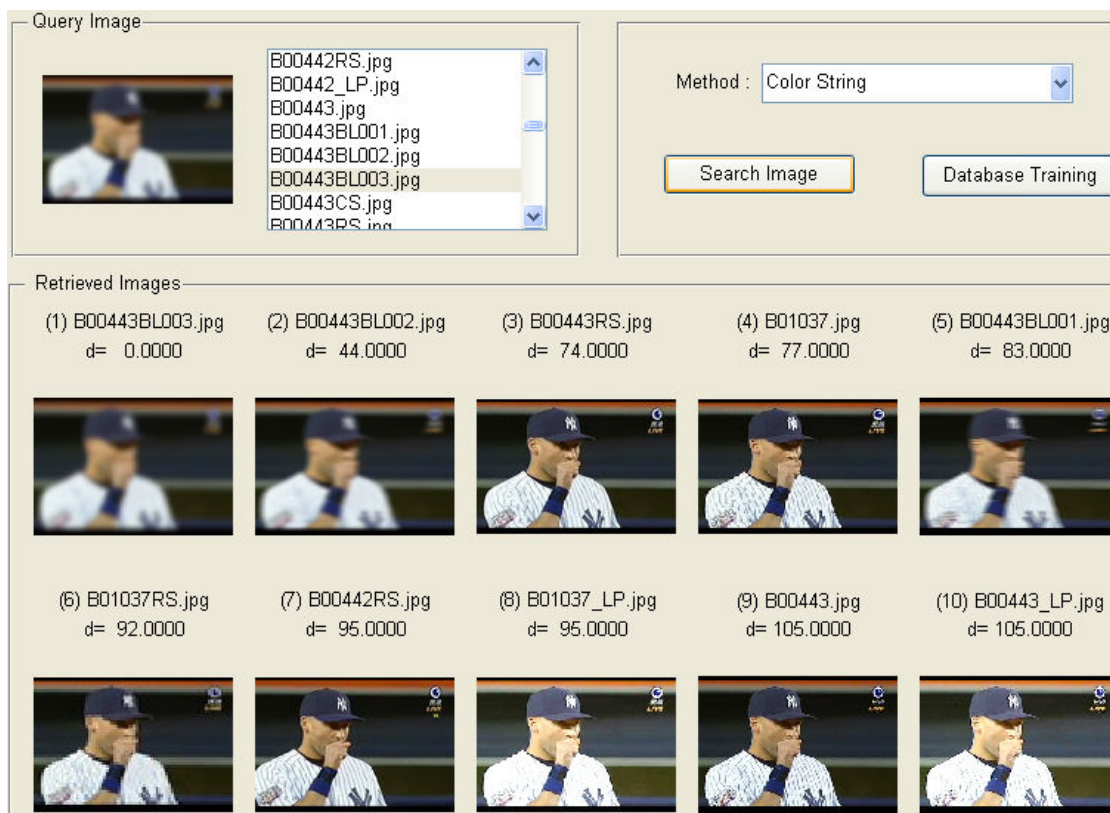 Query Image
B00442RS.jpg
B00442_LP.jpg
B00443.jpg
B00443BL001.jpg
B00443BL002.jpg
B00443BL003.jpg
B00443CS.jpg
B00443RS.jpg
Method :
Color String
Search Image
Database Training
Retrieved Images
(1) B00443BL003.jpg
d= 0.0000
(2) B00443BL002.jpg
d= 44.0000
(3) B00443RS.jpg
d= 74.0000
(4) B01037.jpg
d= 77.0000
(5) B00443BL001.jpg
d= 83.0000
(6) B01037RS.jpg
d= 92.0000
(7) B00442RS.jpg
d= 95.0000
(8) B01037_LP.jpg
d= 95.0000
(9) B00443.jpg
d= 105.0000
(10) B00443_LP.jpg
d= 105.0000